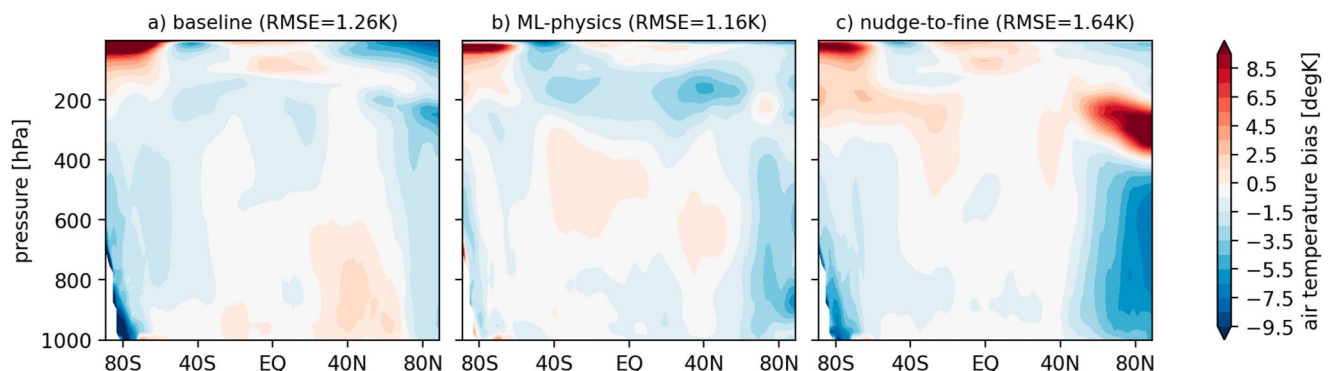 a) baseline (RMSE=1.26K)
b) ML-physics (RMSE=1.16K)
c) nudge-to-fine (RMSE=1.64K)
pressure [hPa]
200
400
600
800
1000
80S 40S EQ 40N 80N
80S 40S EQ 40N 80N
80S 40S EQ 40N 80N
8.5
6.5
4.5
2.5
0.5
−1.5
−3.5
−5.5
−7.5
−9.5
air temperature bias [degK]